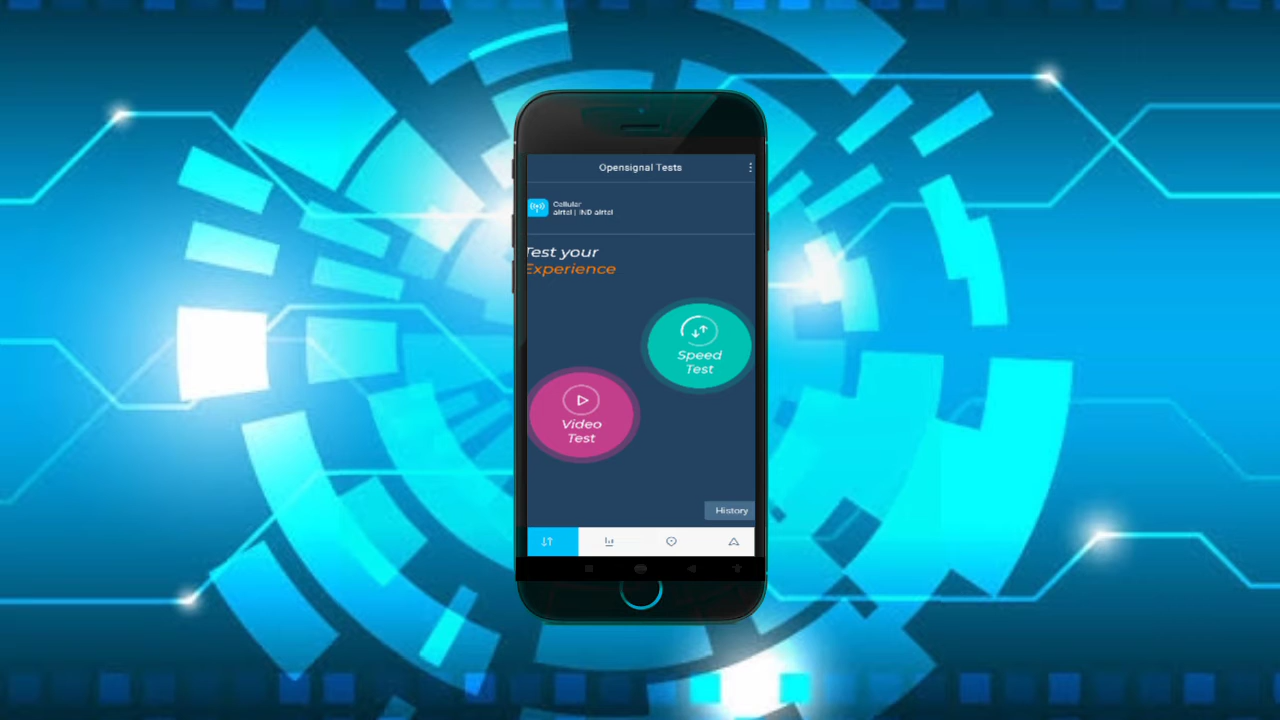 Opensignal Tests
Cellular
airtel | IND airtel
Test your
Experience
Speed
Test
Video
Test
History